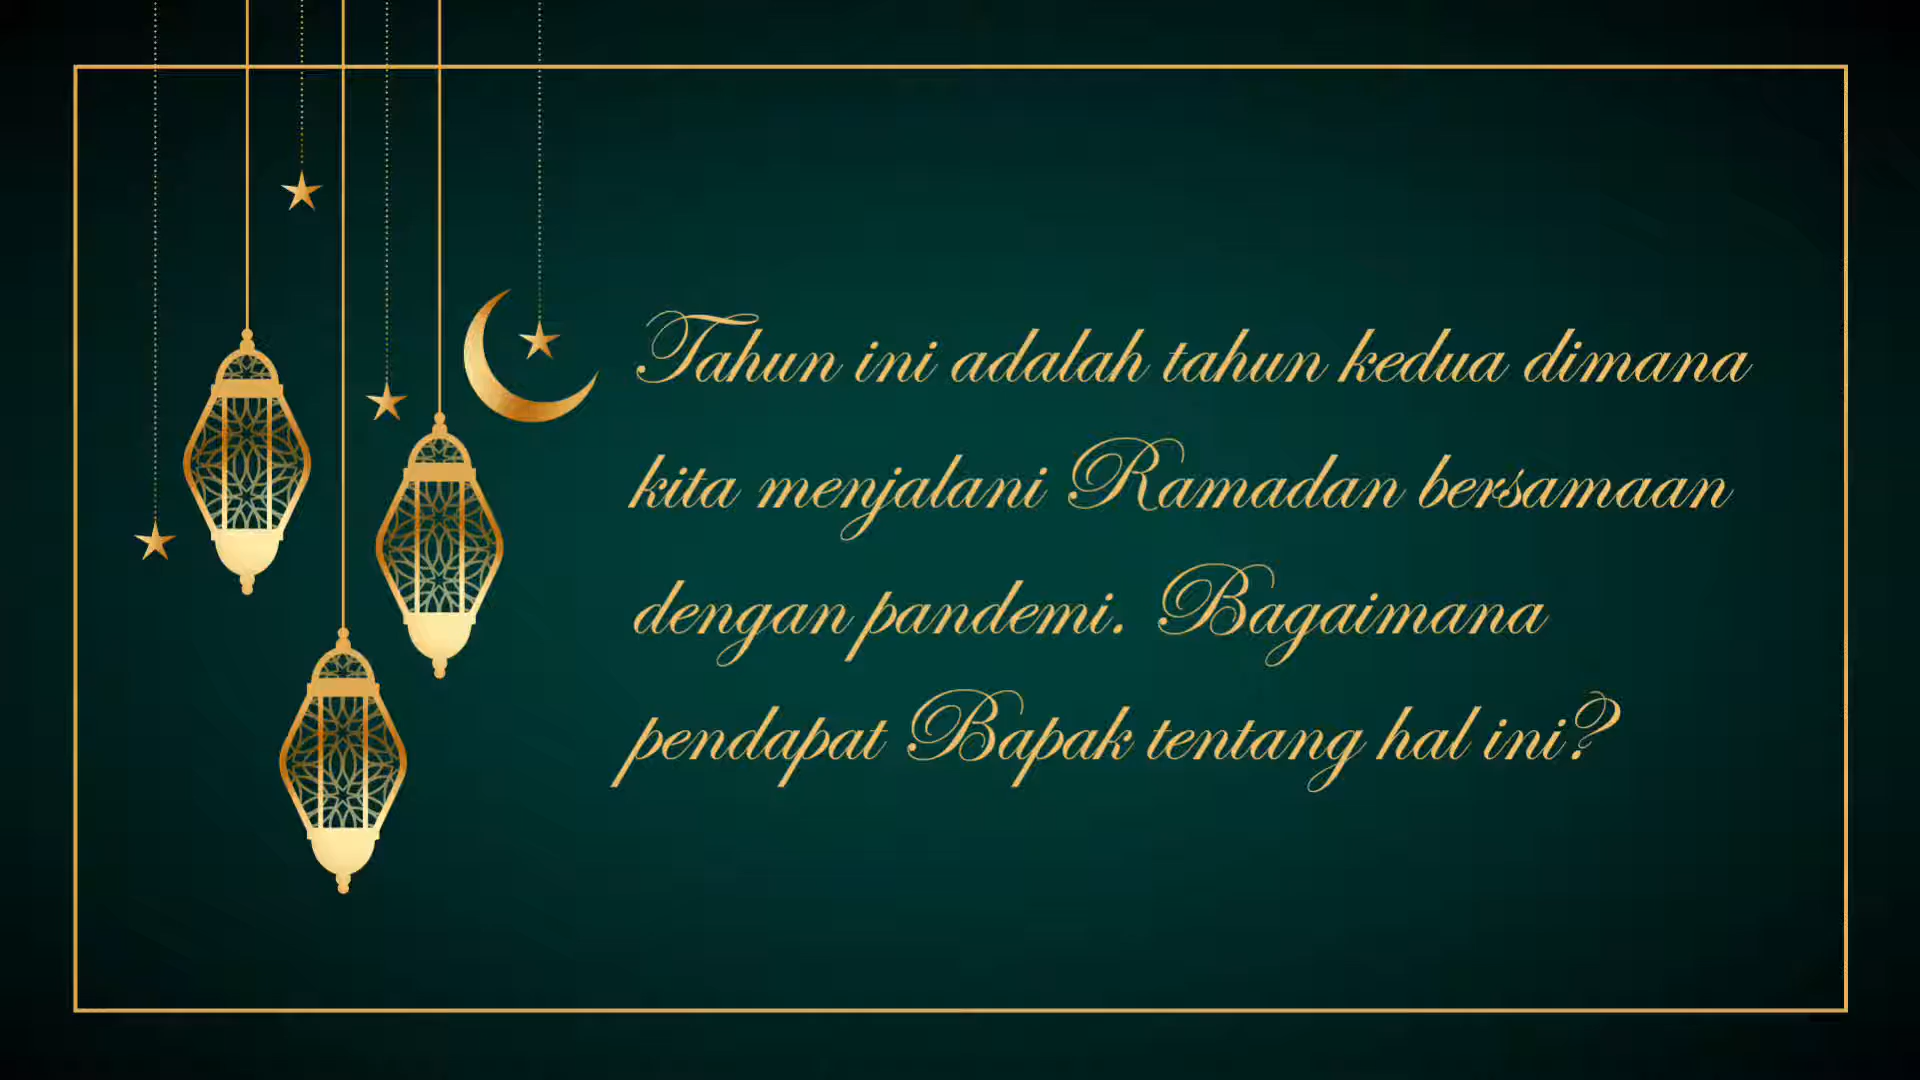 Tahun ini adalah tahun kedua dimana
kita menjalani Ramadan bersamaan
dengan pandemi. Bagaimana
pendapat Bapak tentang hal ini?